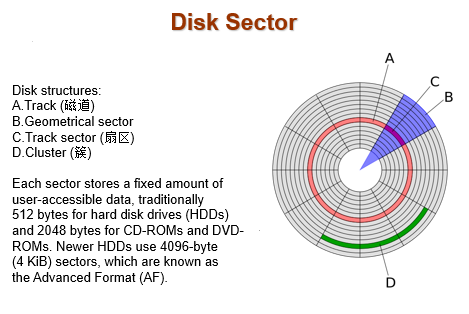 Disk Sector
Disk structures:
A.Track (磁道)
B.Geometrical sector
C.Track sector (扇区)
D.Cluster (簇)
Each sector stores a fixed amount of
user-accessible data, traditionally
512 bytes for hard disk drives (HDDs)
and 2048 bytes for CD-ROMs and DVD-
ROMs. Newer HDDs use 4096-byte
(4 KiB) sectors, which are known as
the Advanced Format (AF).
A
C
B
D